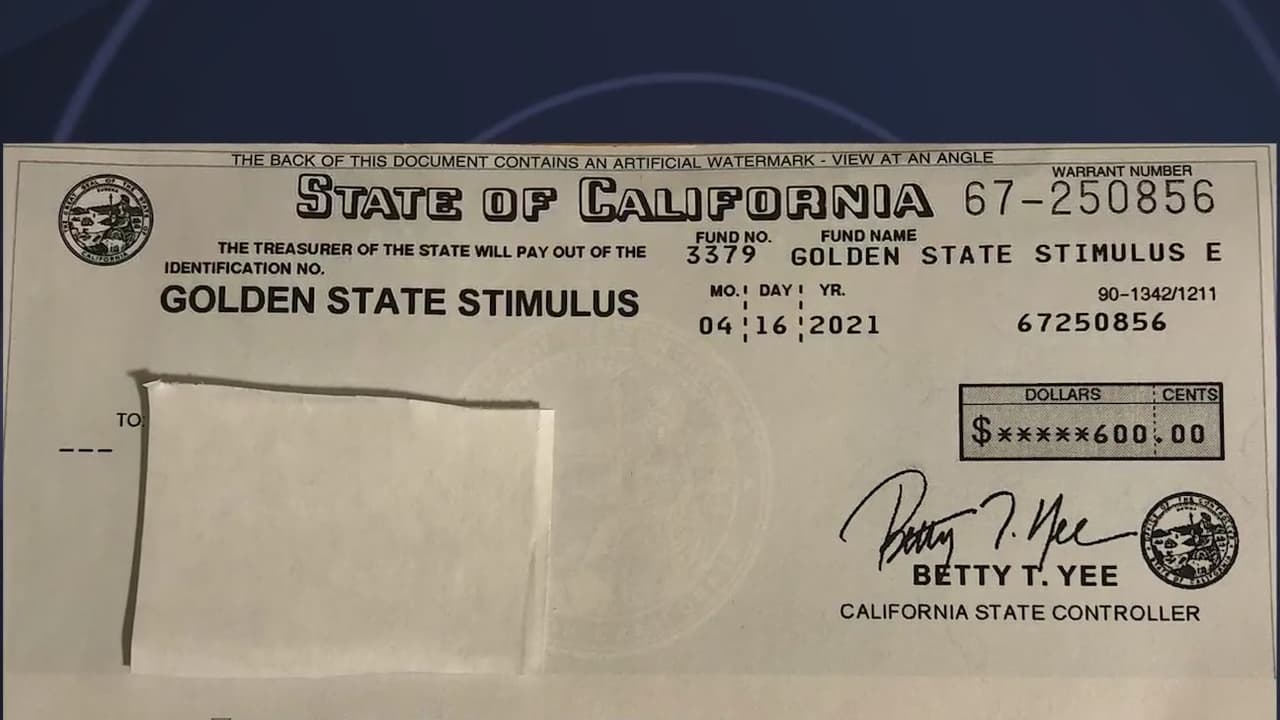 THE BACK OF THIS DOCUMENT CONTAINS AN ARTIFICIAL WATERMARK - VIEW AT AN ANGLE
WARRANT NUMBER
STATE OF CALIFORNIA 67-250856
FUND NO. FUND NAME
THE TREASURER OF THE STATE WILL PAY OUT OF THE 3379 GOLDEN STATE STIMULUS E
IDENTIFICATION NO.
GOLDEN STATE STIMULUS
MO. DAY YR.
90-1342/1211
04 16 2021
67250856
DOLLARS CENTS
TO:
$*****600.00
---
Betty T. Yee
BETTY T. YEE
CALIFORNIA STATE CONTROLLER